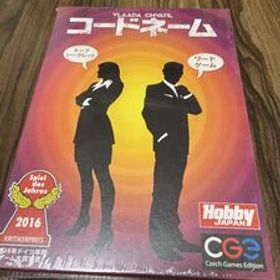 VLAADA CHVÁTIL
コードネーム
トップ
シークレット
ワード
ゲーム
Spiel
des
Jahres
2016
KRITIKERPREIS
Hobby
JAPAN
CGE
Czech Games Edition